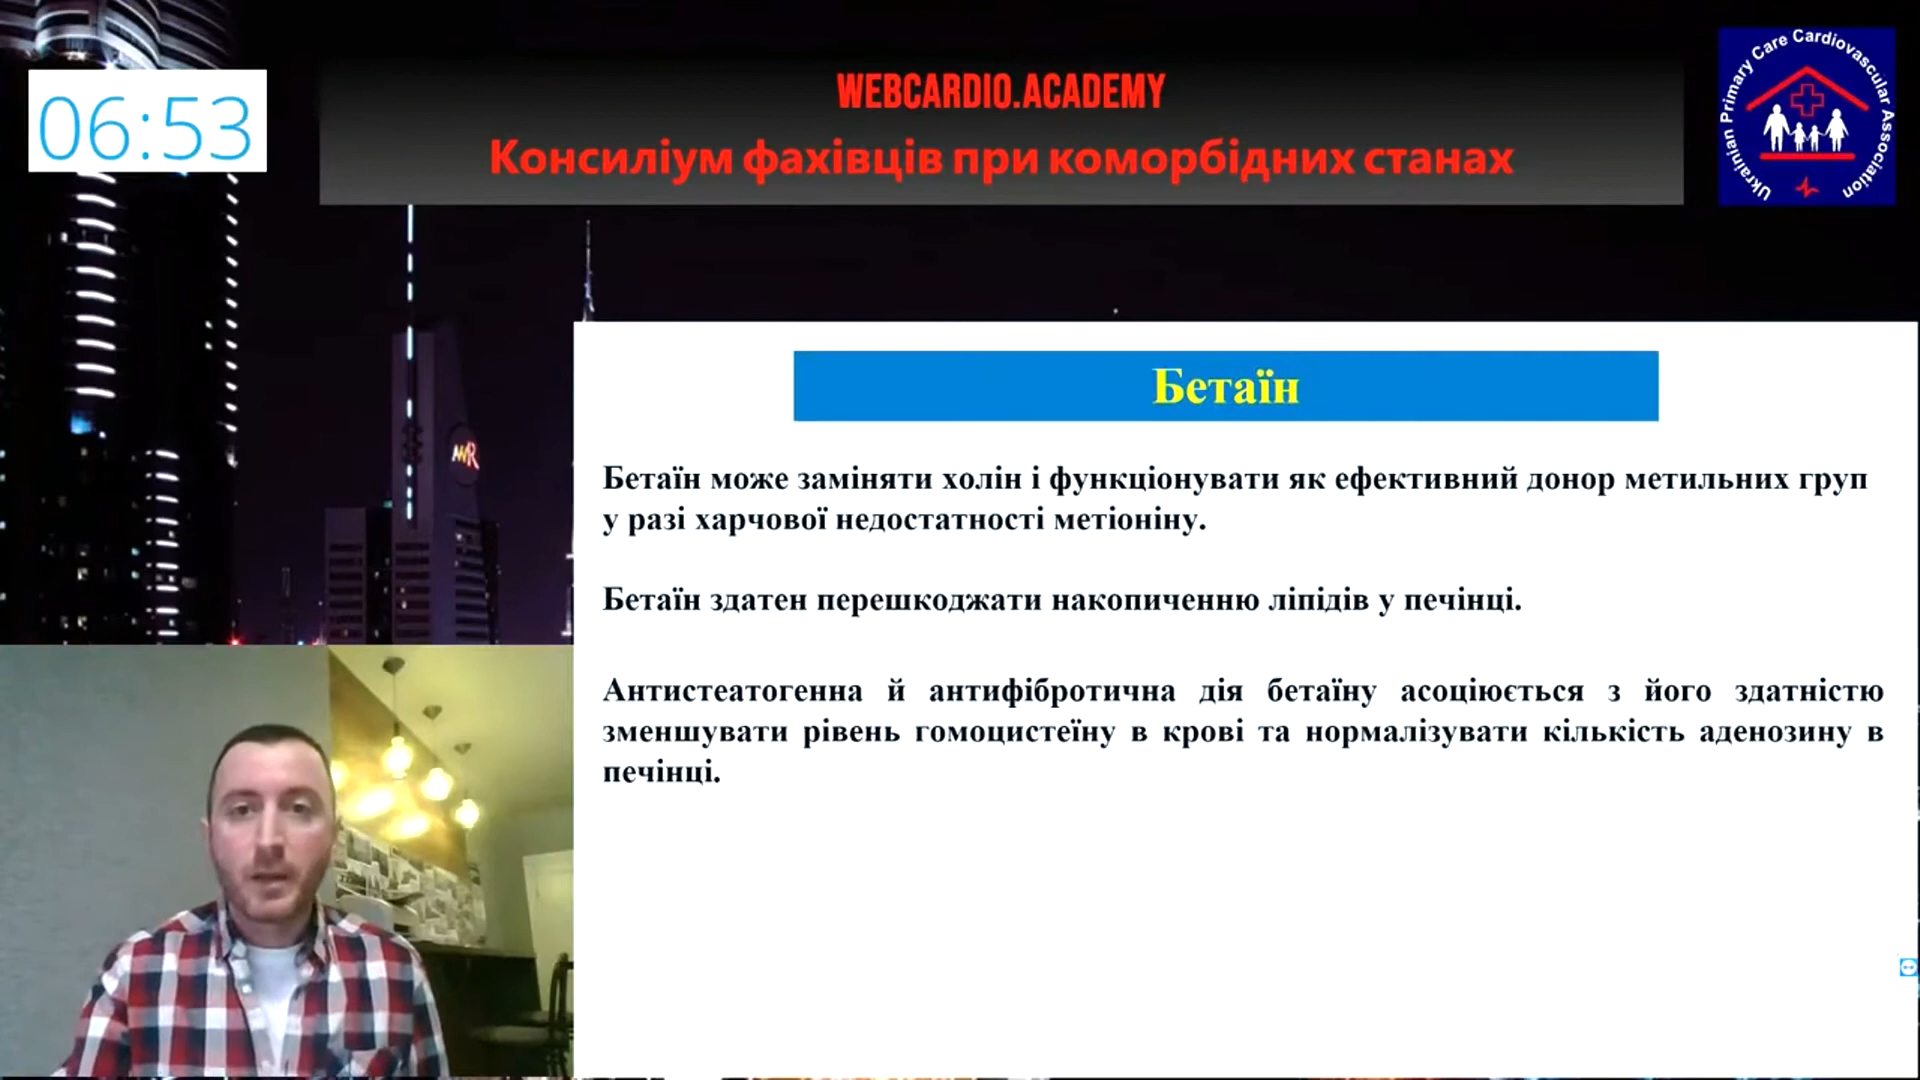 06:53
WEBCARDIO.ACADEMY
Консиліум фахівців при коморбідних станах
Ukrainian Primary Care Cardiovascular Association
Бетаїн
Бетаїн може заміняти холін і функціонувати як ефективний донор метильних груп
у разі харчової недостатності метіоніну.
Бетаїн здатен перешкоджати накопиченню ліпідів у печінці.
Антистеатогенна й антифібротична дія бетаїну асоціюється з його здатністю
зменшувати рівень гомоцистеїну в крові та нормалізувати кількість аденозину в
печінці.